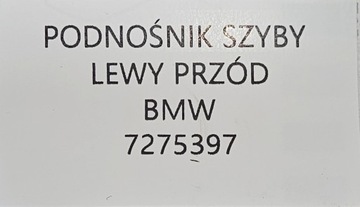 PODNOŚNIK SZYBY
LEWY PRZÓD
BMW
7275397